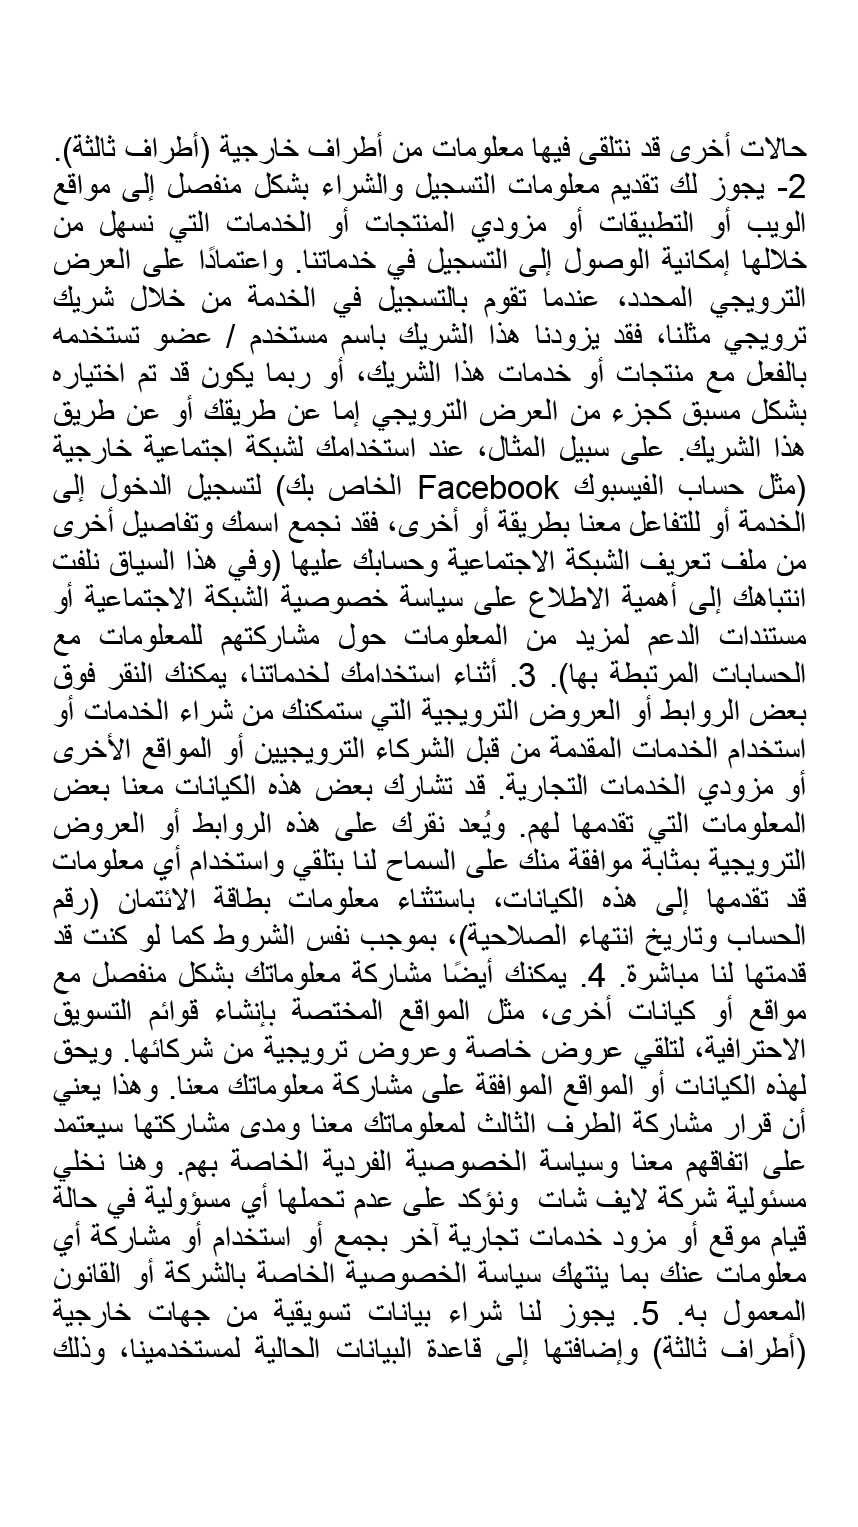 حالات أخرى قد نتلقى فيها معلومات من أطراف خارجية (أطراف ثالثة).
2- يجوز لك تقديم معلومات التسجيل والشراء بشكل منفصل إلى مواقع
الويب أو التطبيقات أو مزودي المنتجات أو الخدمات التي نسهل من
خلالها إمكانية الوصول إلى التسجيل في خدماتنا. واعتمادًا على العرض
الترويجي المحدد، عندما تقوم بالتسجيل في الخدمة من خلال شريك
ترويجي مثلنا، فقد يزودنا هذا الشريك باسم مستخدم / عضو تستخدمه
بالفعل مع منتجات أو خدمات هذا الشريك، أو ربما يكون قد تم اختياره
بشكل مسبق كجزء من العرض الترويجي إما عن طريقك أو عن طريق
هذا الشريك. على سبيل المثال، عند استخدامك لشبكة اجتماعية خارجية
(مثل حساب الفيسبوك Facebook الخاص بك) لتسجيل الدخول إلى
الخدمة أو للتفاعل معنا بطريقة أو أخرى، فقد نجمع اسمك وتفاصيل أخرى
من ملف تعريف الشبكة الاجتماعية وحسابك عليها (وفي هذا السياق نلفت
انتباهك إلى أهمية الاطلاع على سياسة خصوصية الشبكة الاجتماعية أو
مستندات الدعم لمزيد من المعلومات حول مشاركتهم للمعلومات مع
الحسابات المرتبطة بها). 3. أثناء استخدامك لخدماتنا، يمكنك النقر فوق
بعض الروابط أو العروض الترويجية التي ستمكنك من شراء الخدمات أو
استخدام الخدمات المقدمة من قبل الشركاء الترويجيين أو المواقع الأخرى
أو مزودي الخدمات التجارية. قد تشارك بعض هذه الكيانات معنا بعض
المعلومات التي تقدمها لهم. ويُعد نقرك على هذه الروابط أو العروض
الترويجية بمثابة موافقة منك على السماح لنا بتلقي واستخدام أي معلومات
قد تقدمها إلى هذه الكيانات، باستثناء معلومات بطاقة الائتمان (رقم
الحساب وتاريخ انتهاء الصلاحية)، بموجب نفس الشروط كما لو كنت قد
قدمتها لنا مباشرة. 4. يمكنك أيضًا مشاركة معلوماتك بشكل منفصل مع
مواقع أو كيانات أخرى، مثل المواقع المختصة بإنشاء قوائم التسويق
الاحترافية، لتلقي عروض خاصة وعروض ترويجية من شركائها. ويحق
لهذه الكيانات أو المواقع الموافقة على مشاركة معلوماتك معنا. وهذا يعني
أن قرار مشاركة الطرف الثالث لمعلوماتك معنا ومدى مشاركتها سيعتمد
على اتفاقهم معنا وسياسة الخصوصية الفردية الخاصة بهم. وهنا نخلي
مسئولية شركة لايف شات  ونؤكد على عدم تحملها أي مسؤولية في حالة
قيام موقع أو مزود خدمات تجارية آخر بجمع أو استخدام أو مشاركة أي
معلومات عنك بما ينتهك سياسة الخصوصية الخاصة بالشركة أو القانون
المعمول به. 5. يجوز لنا شراء بيانات تسويقية من جهات خارجية
(أطراف ثالثة) وإضافتها إلى قاعدة البيانات الحالية لمستخدمينا، وذلك